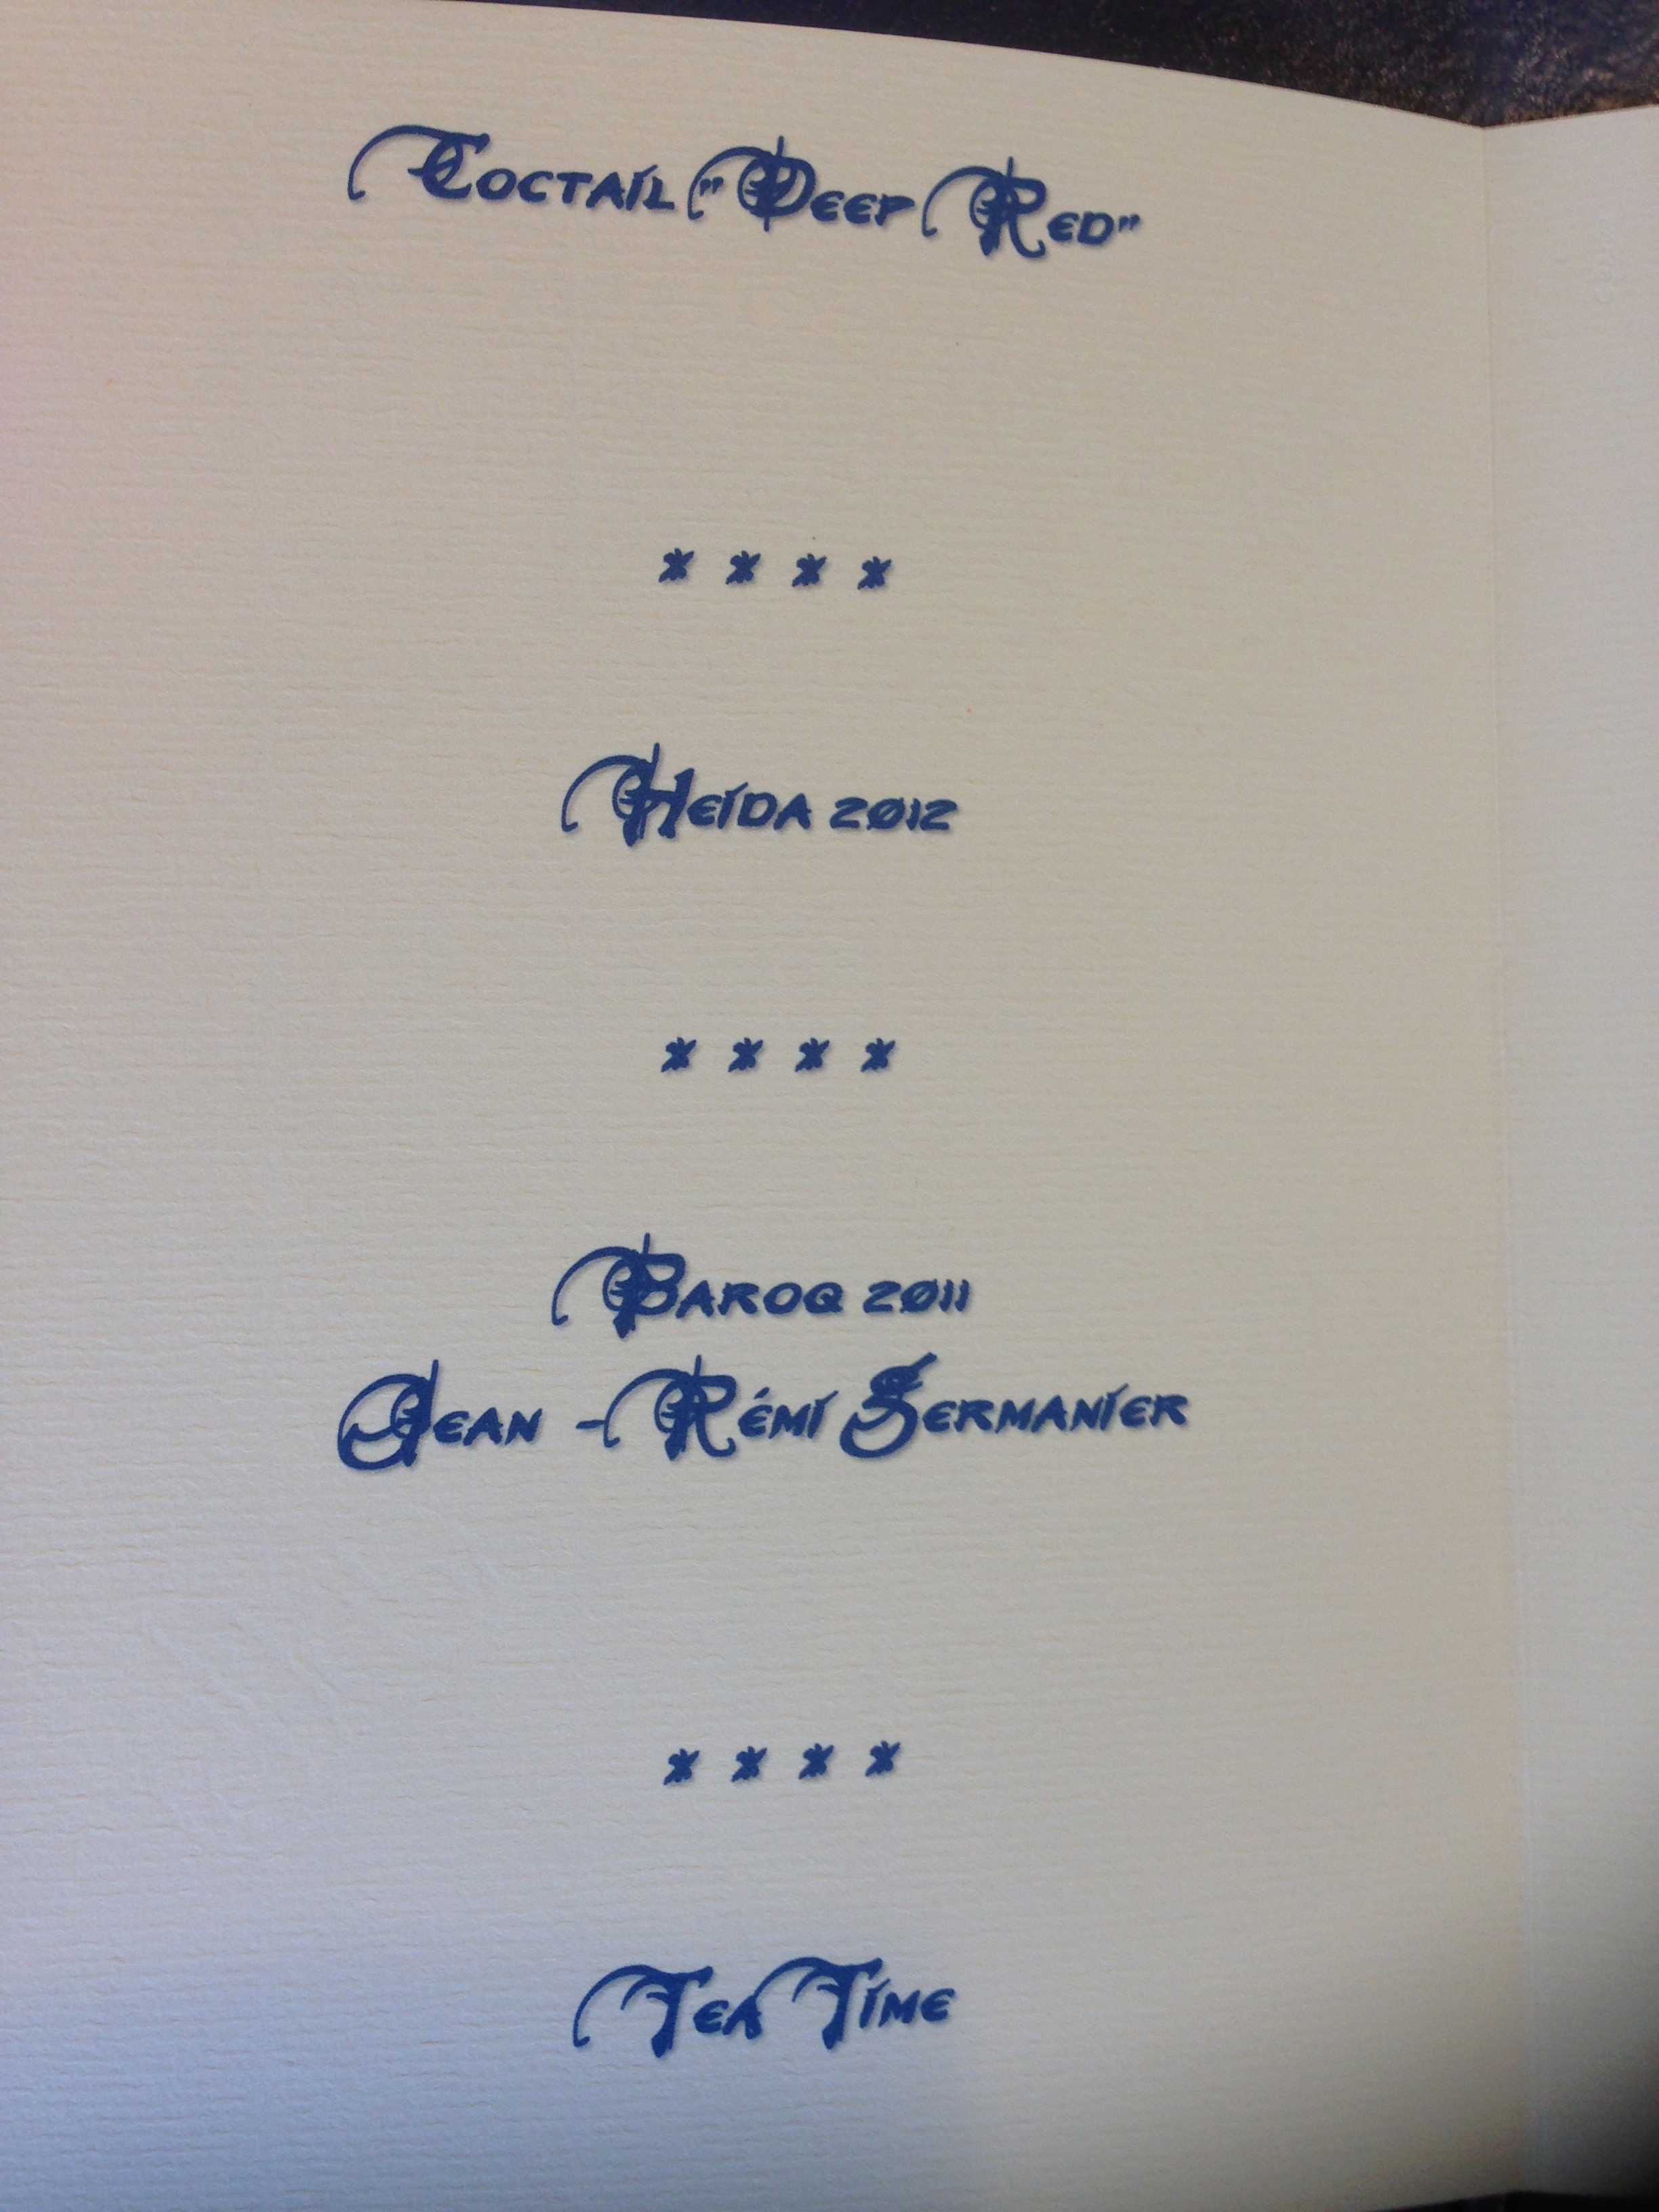 Coctail "Deep Red"
* * * *
Heida 2012
* * * *
Baroq 2011
Jean - Rémi Germanier
* * * *
Tea Time